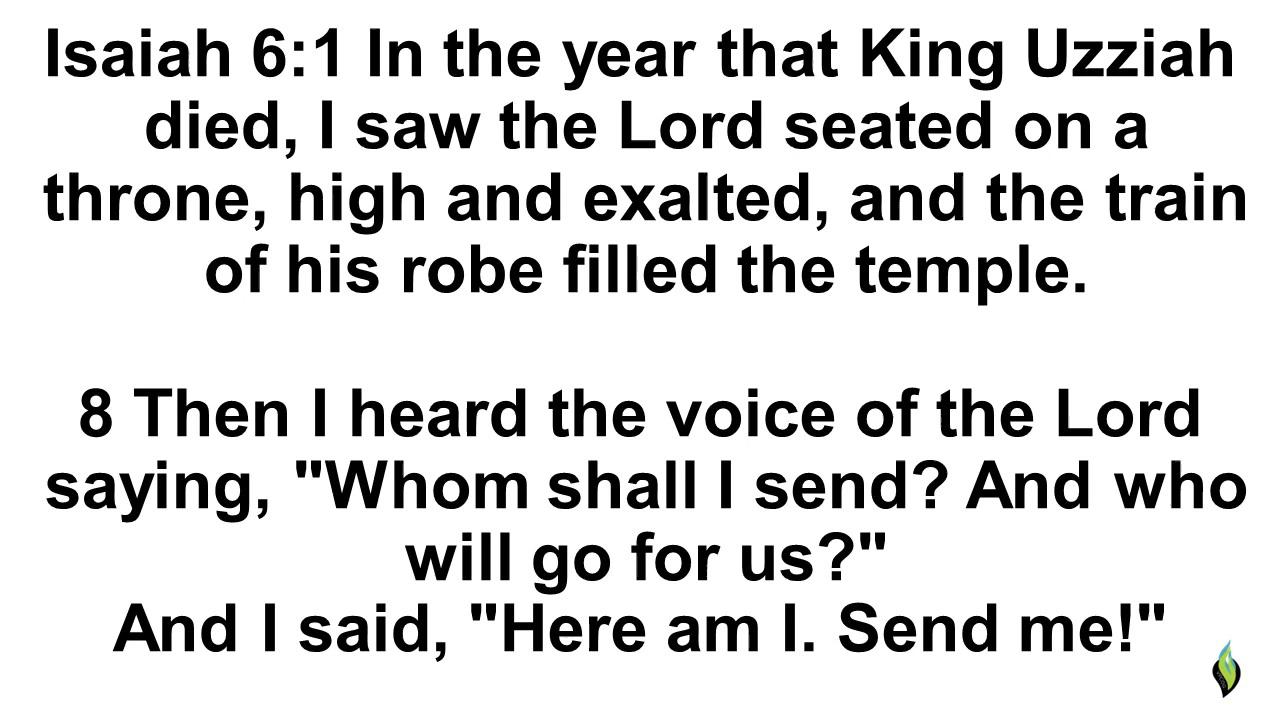 Isaiah 6:1 In the year that King Uzziah
died, I saw the Lord seated on a
throne, high and exalted, and the train
of his robe filled the temple.
8 Then I heard the voice of the Lord
saying, "Whom shall I send? And who
will go for us?"
And I said, "Here am I. Send me!"